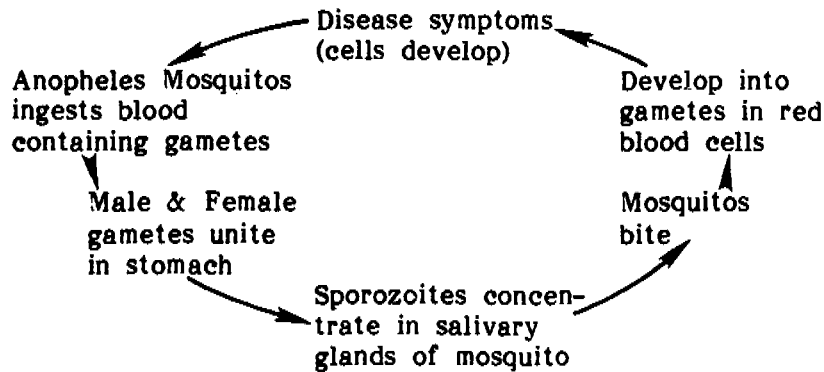 Disease symptoms
(cells develop)
Anopheles Mosquitos
ingests blood
containing gametes
Male & Female
gametes unite
in stomach
Sporozoites concen-
trate in salivary
glands of mosquito
Mosquitos
bite
Develop into
gametes in red
blood cells